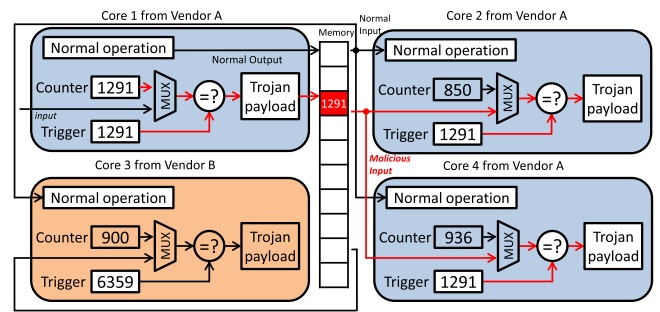 Core 1 from Vendor A
Normal operation
Normal Output
Counter 1291
MUX
=?
Trojan
payload
input
Trigger 1291
Memory
1291
Normal
Input
Malicious
Input
Core 2 from Vendor A
Normal operation
Counter 850
MUX
=?
Trojan
payload
Trigger 1291
Core 3 from Vendor B
Normal operation
Counter 900
MUX
=?
Trojan
payload
Trigger 6359
Core 4 from Vendor A
Normal operation
Counter 936
MUX
=?
Trojan
payload
Trigger 1291